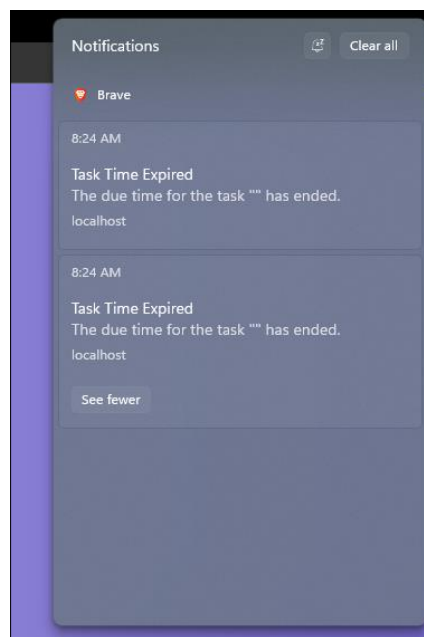 Notifications
Clear all
Brave
8:24 AM
Task Time Expired
The due time for the task "" has ended.
localhost
8:24 AM
Task Time Expired
The due time for the task "" has ended.
localhost
See fewer